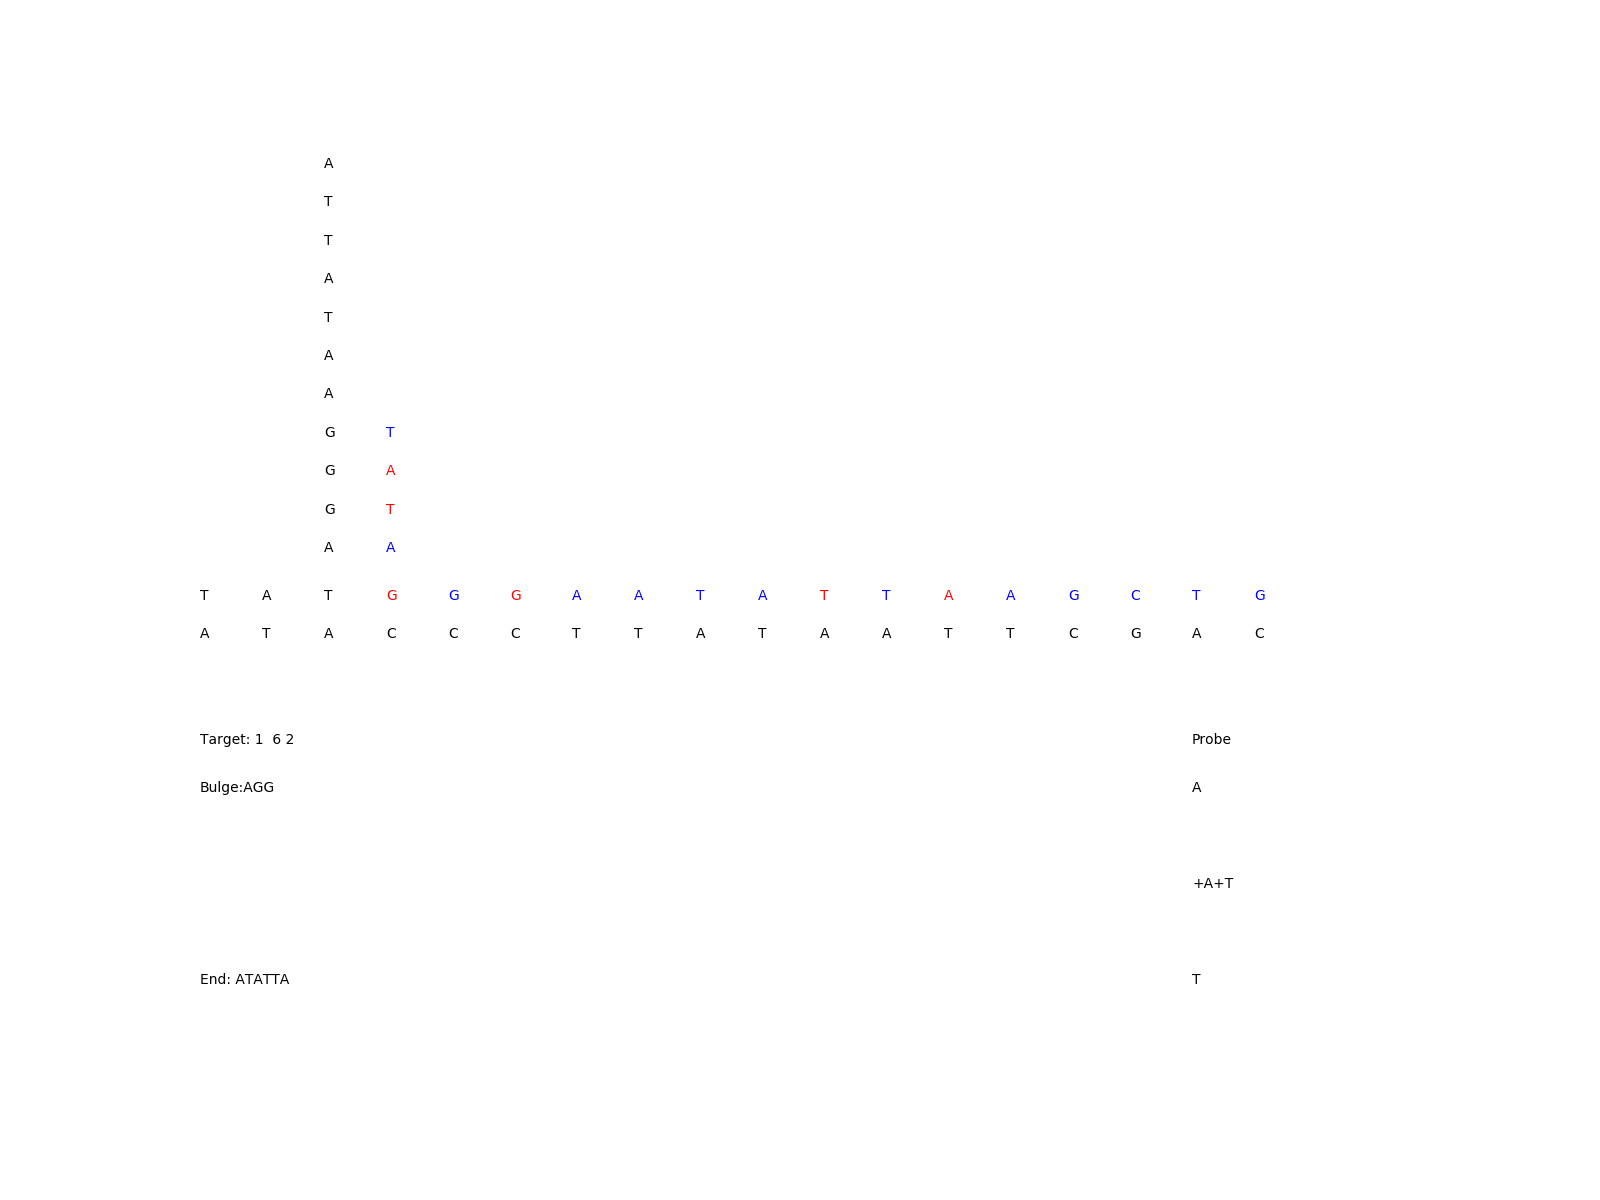 A
T
T
A
T
A
A
G T
G A
G T
A A
T A T G G G A A T A T T A A G C T G
A T A C C C T T A T A A T T C G A C
Target: 1  6 2 Probe
Bulge:AGG A
+A+T
End: ATATTA T